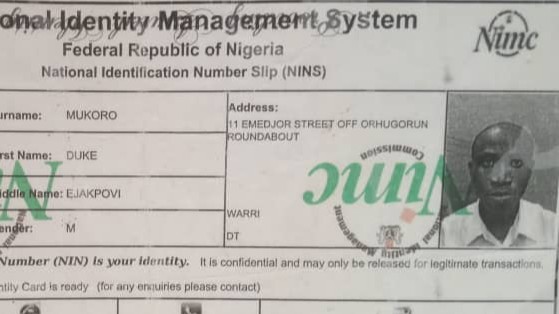 onal Identity Management System
Federal Republic of Nigeria
National Identification Number Slip (NINS)
Nimc
urname: MUKORO
Address:
11 EMEDJOR STREET OFF ORHUGORUN
ROUNDABOUT
rst Name: DUKE
iddle Name: EJAKPOVI
WARRI
ender: M
DT
nimc
Commission
Number (NIN) is your identity. It is confidential and may only be released for legitimate transactions.
ntity Card is ready (for any enquiries please contact)